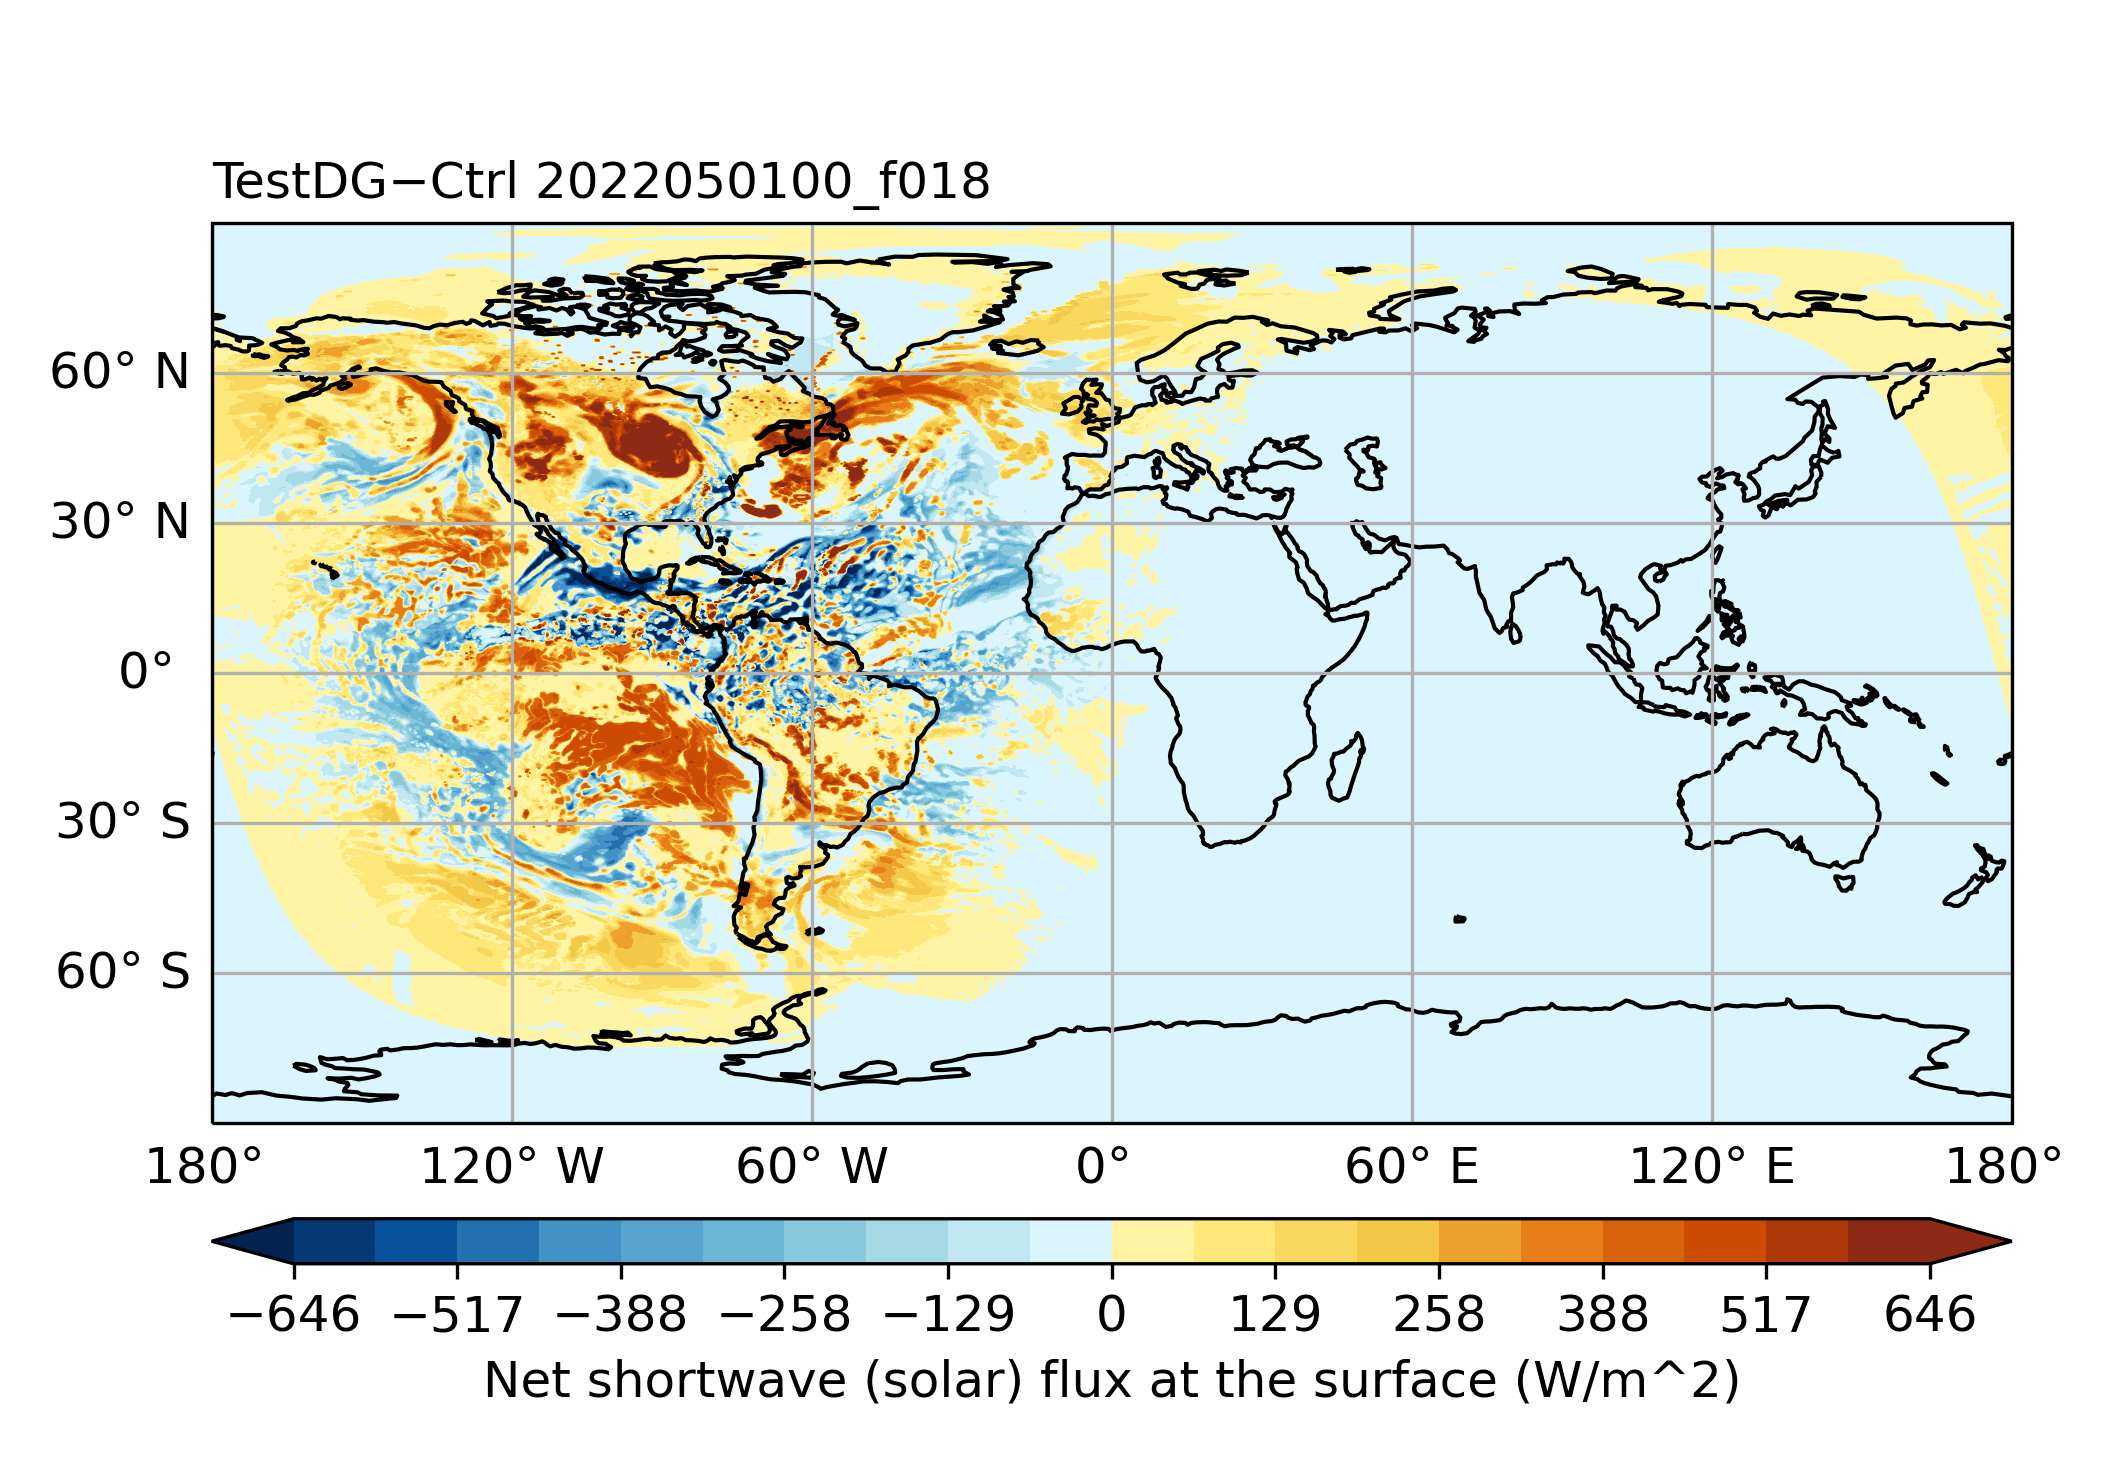 TestDG−Ctrl 2022050100_f018
60° N
30° N
0°
30° S
60° S
180° 120° W 60° W 0° 60° E 120° E 180°
−646 −517 −388 −258 −129 0 129 258 388 517 646
Net shortwave (solar) flux at the surface (W/m^2)